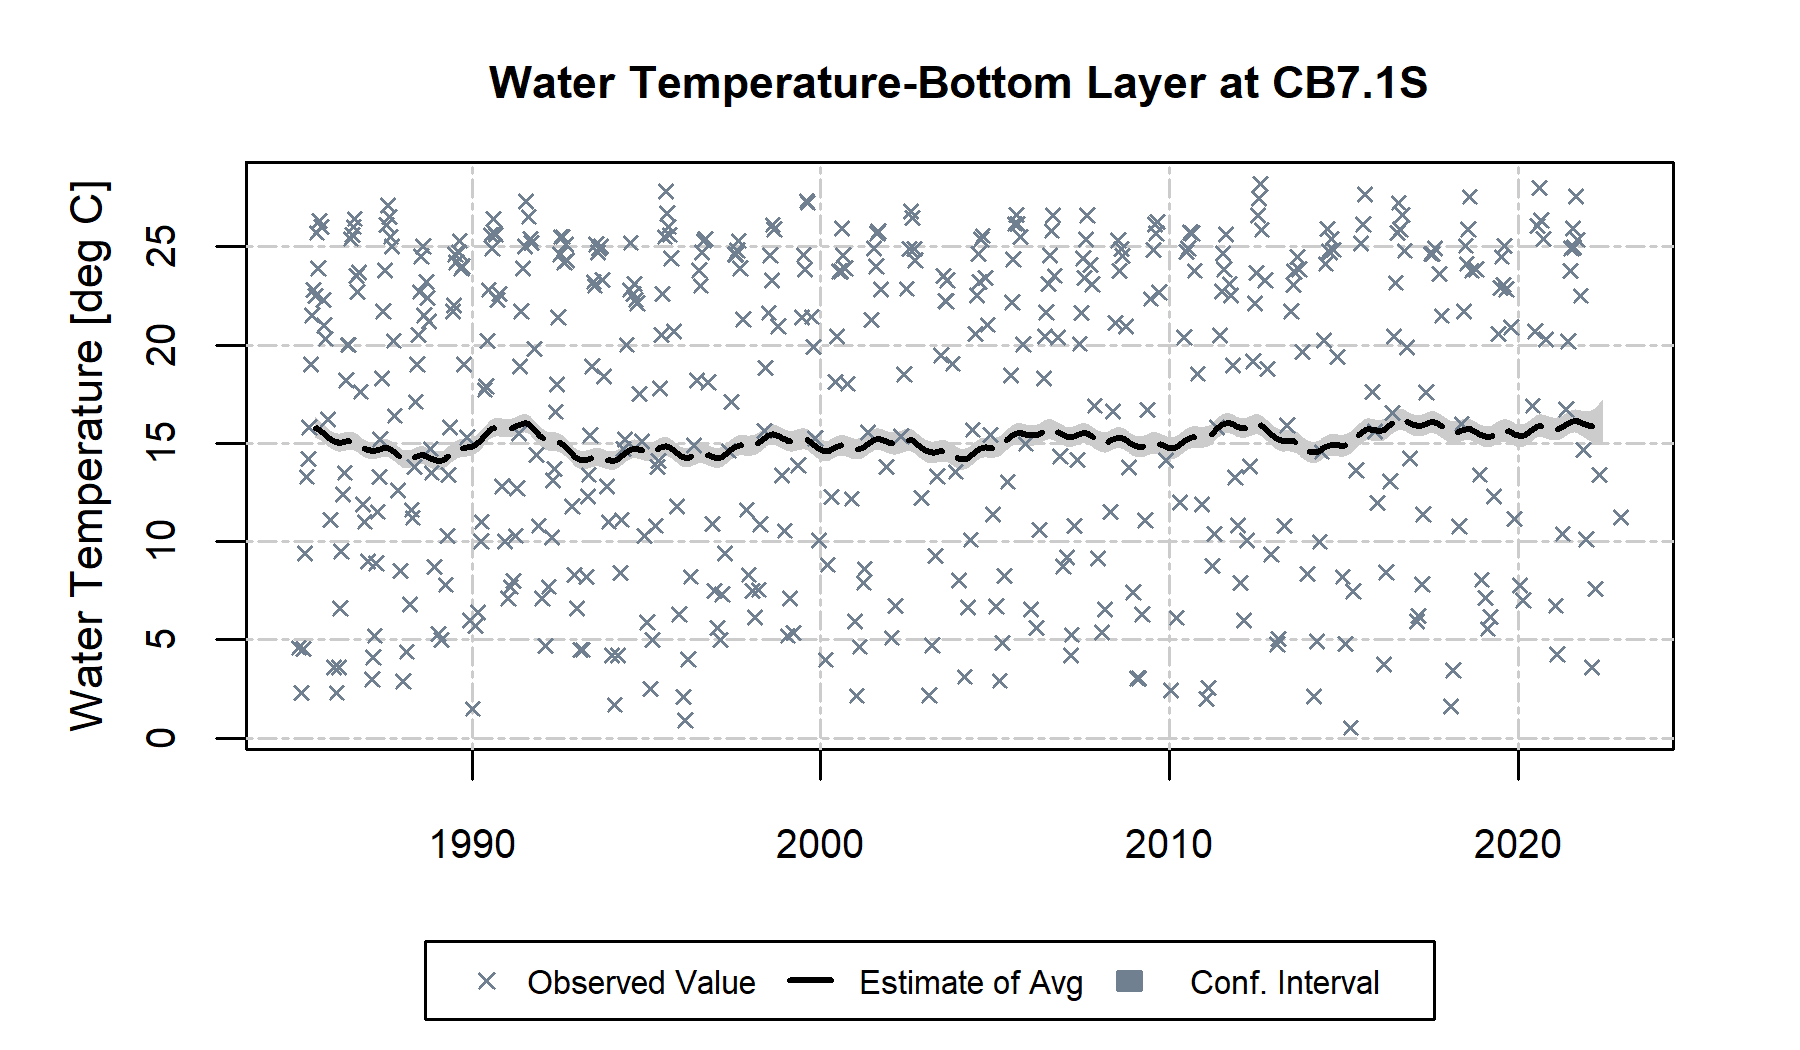 Water Temperature-Bottom Layer at CB7.1S
Water Temperature [deg C]
25
20
15
10
5
0
1990 2000 2010 2020
Observed Value Estimate of Avg Conf. Interval